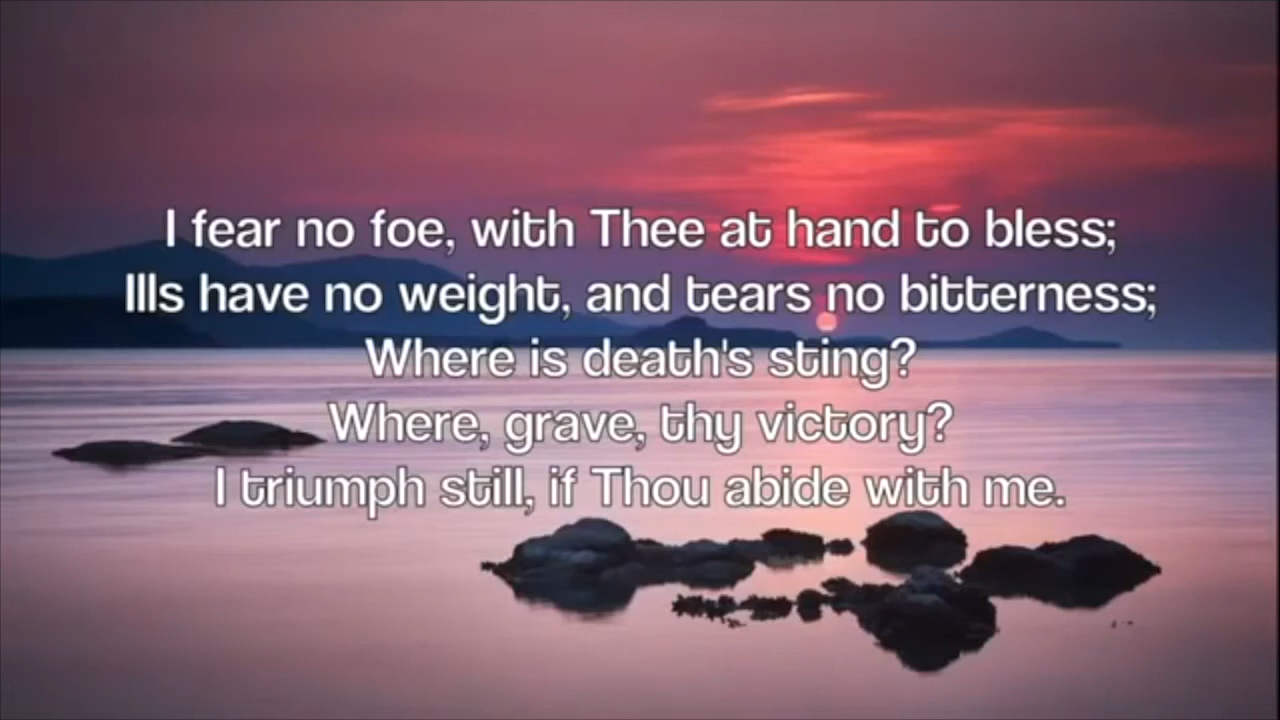 I fear no foe, with Thee at hand to bless;
Ills have no weight, and tears no bitterness;
Where is death's sting?
Where, grave, thy victory?
I triumph still, if Thou abide with me.